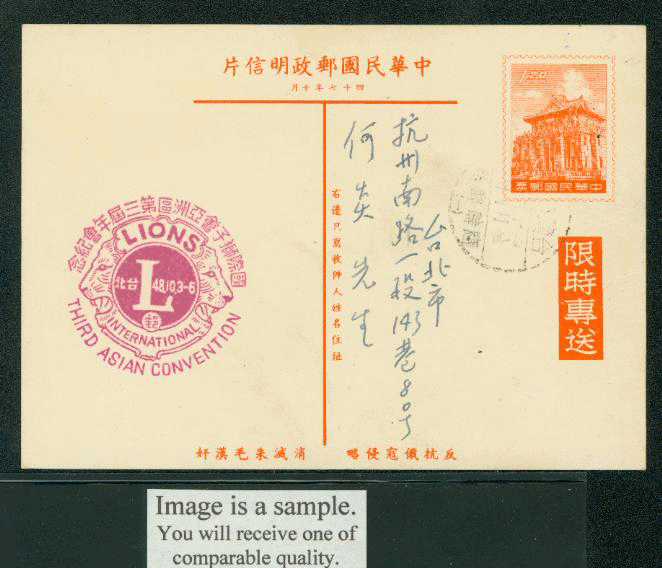 中華民國郵政明信片
四十七年十月
1.20
中華民國郵票
限時專送
台北市
杭州南路一段143巷80号
何炎先生
右邊只寫收件人姓名住址
國際獅子會亞洲區第三屆年會紀念
LIONS
台北
L
48.10.3-6
郵
INTERNATIONAL
THIRD ASIAN CONVENTION
反抗俄寇侵略 消滅朱毛漢奸
Image is a sample.
You will receive one of
comparable quality.